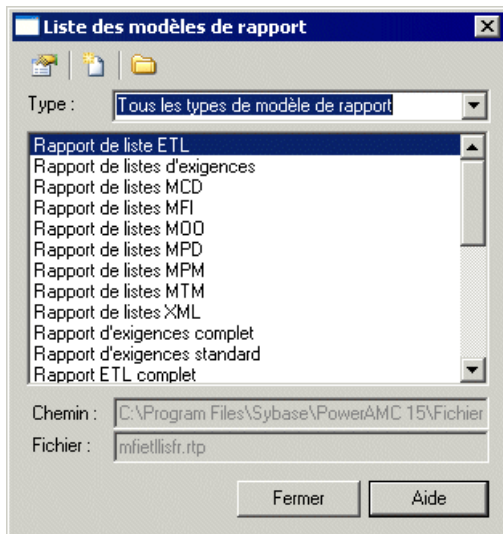 Liste des modèles de rapport
Type : Tous les types de modèle de rapport
Rapport de liste ETL
Rapport de listes d'exigences
Rapport de listes MCD
Rapport de listes MFI
Rapport de listes MOO
Rapport de listes MPD
Rapport de listes MPM
Rapport de listes MTM
Rapport de listes XML
Rapport d'exigences complet
Rapport d'exigences standard
Rapport ETL complet
Chemin : C:\Program Files\Sybase\PowerAMC 15\Fichier
Fichier : mfietllisfr.rtp
Fermer Aide